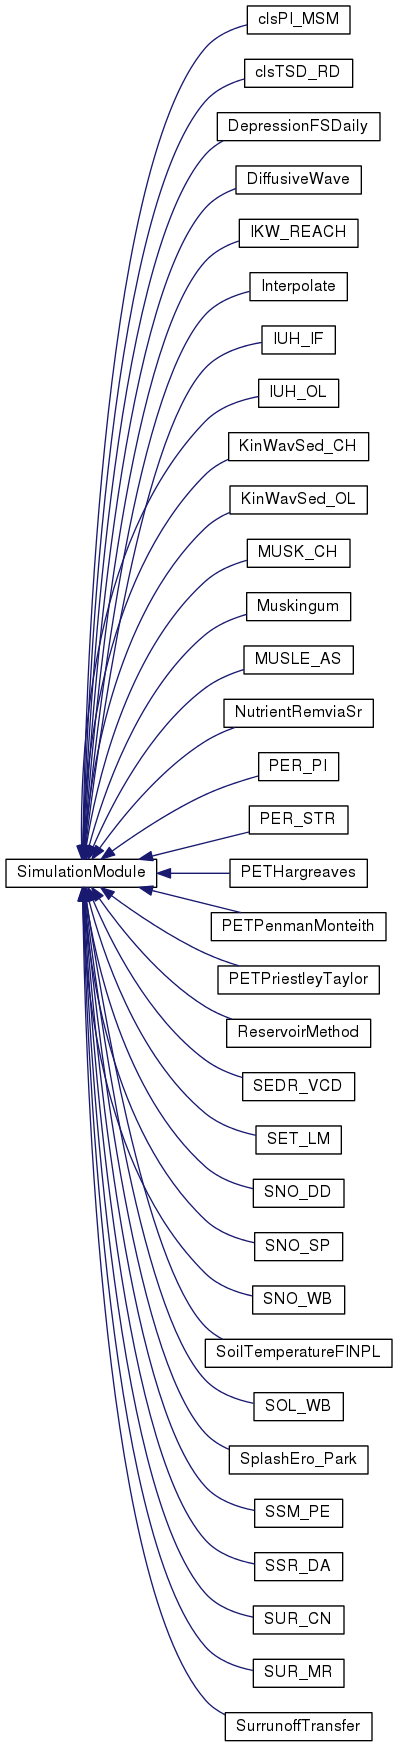 clsPI_MSM
clsTSD_RD
DepressionFSDaily
DiffusiveWave
IKW_REACH
Interpolate
IUH_IF
IUH_OL
KinWavSed_CH
KinWavSed_OL
MUSK_CH
Muskingum
MUSLE_AS
NutrientRemviaSr
PER_PI
PER_STR
SimulationModule
PETHargreaves
PETPenmanMonteith
PETPriestleyTaylor
ReservoirMethod
SEDR_VCD
SET_LM
SNO_DD
SNO_SP
SNO_WB
SoilTemperatureFINPL
SOL_WB
SplashEro_Park
SSM_PE
SSR_DA
SUR_CN
SUR_MR
SurrunoffTransfer